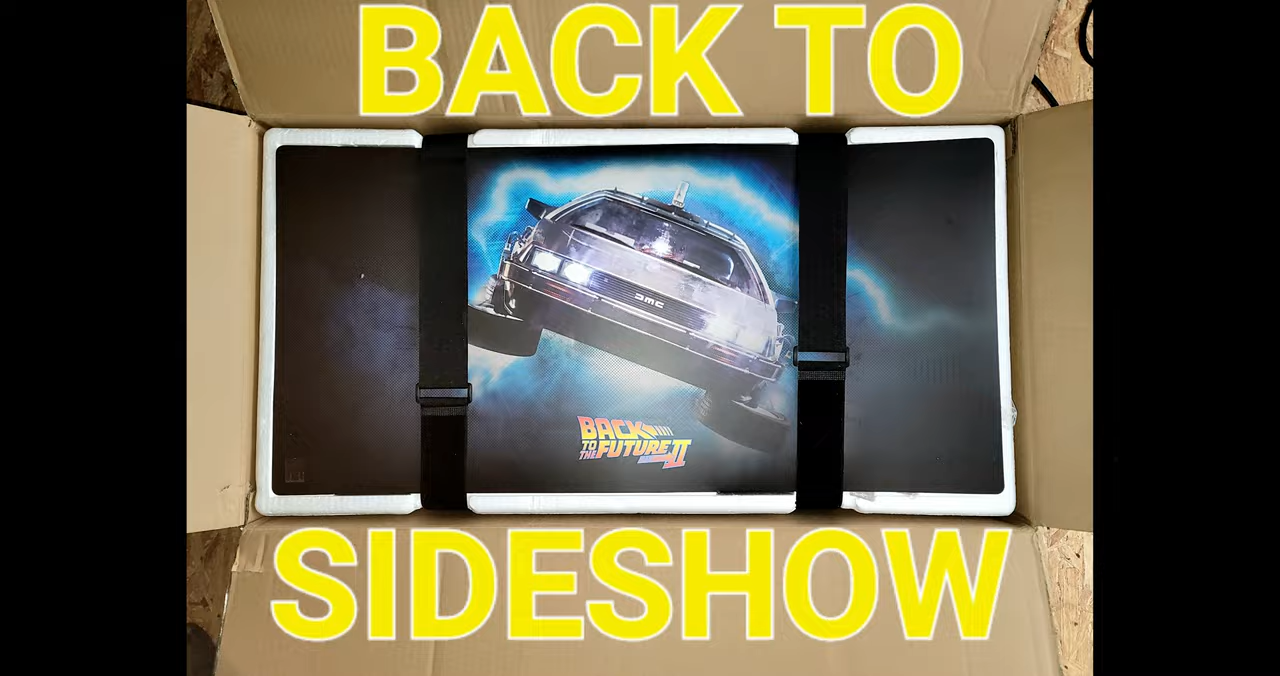 BACK TO
DMC
BACK
TO THE FUTURE II
SIDESHOW